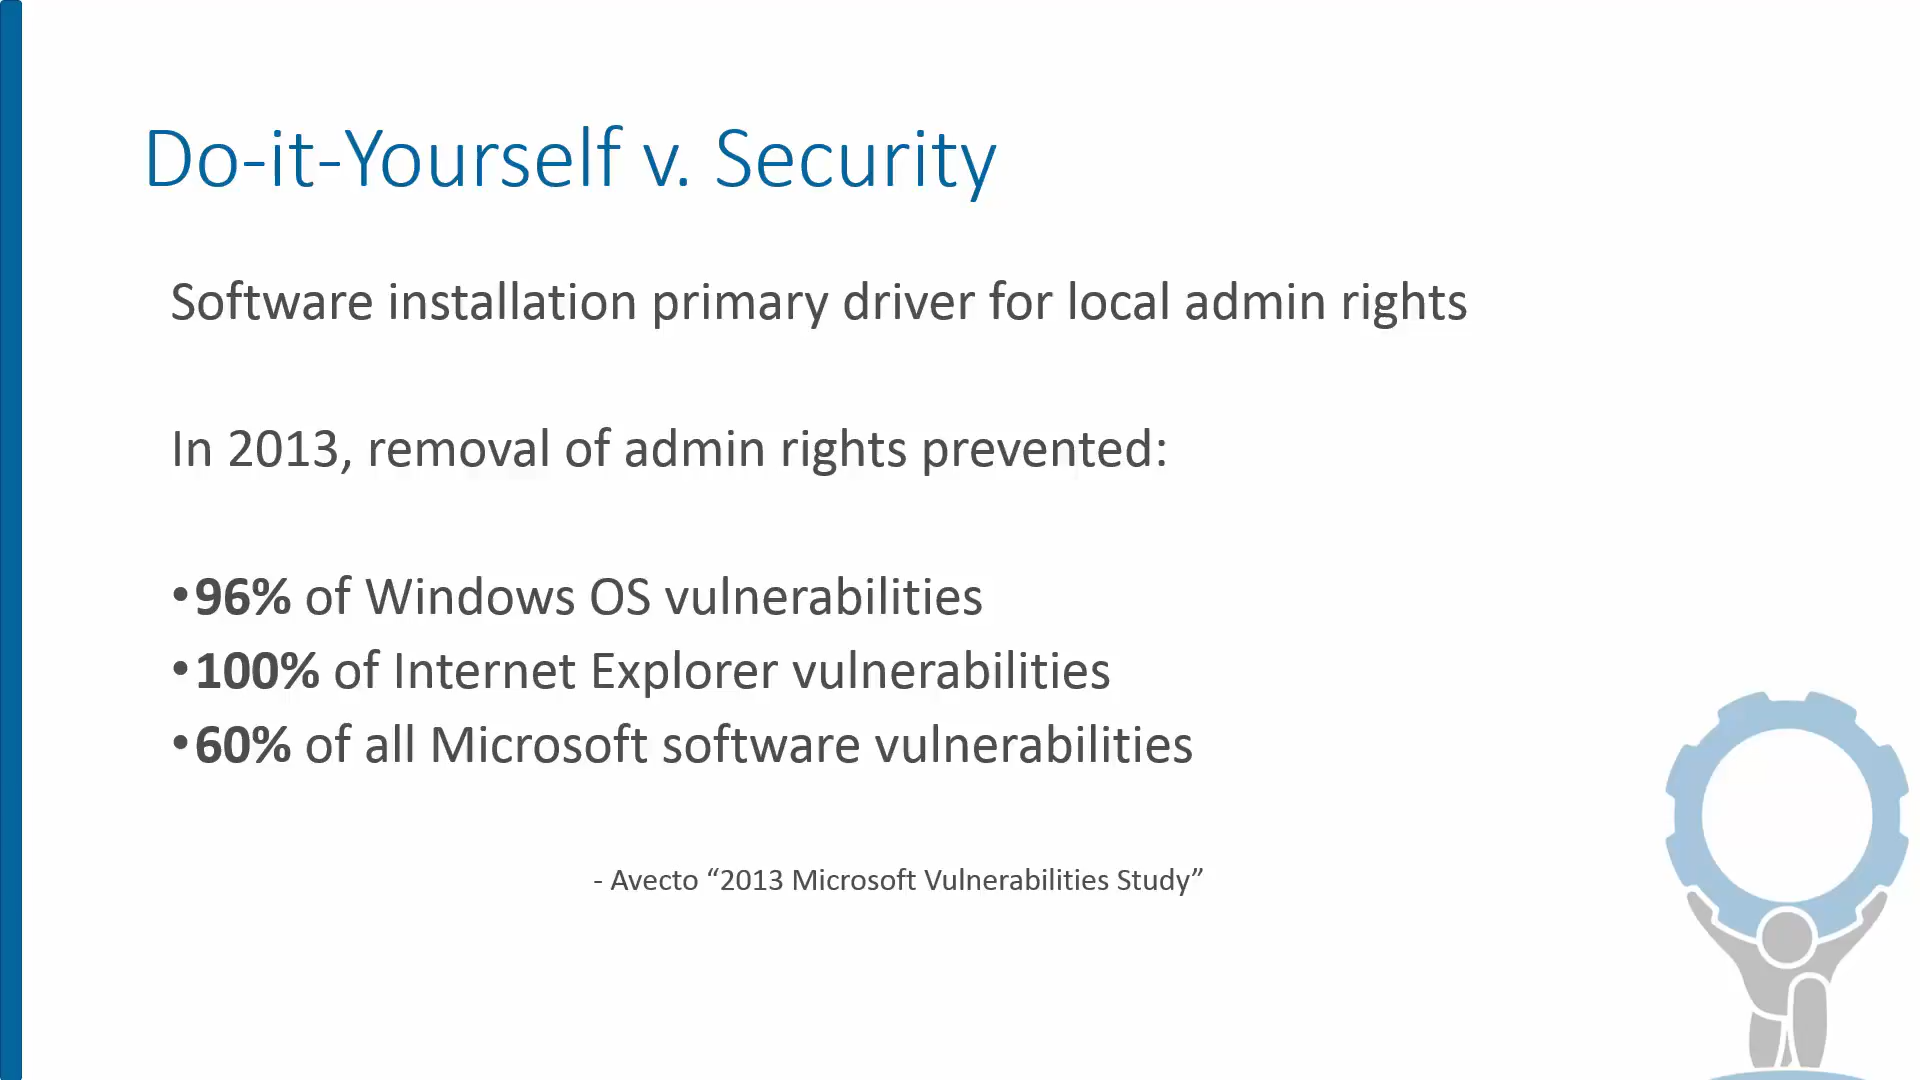 Do-it-Yourself v. Security
Software installation primary driver for local admin rights
In 2013, removal of admin rights prevented:
•96% of Windows OS vulnerabilities
•100% of Internet Explorer vulnerabilities
•60% of all Microsoft software vulnerabilities
- Avecto “2013 Microsoft Vulnerabilities Study”